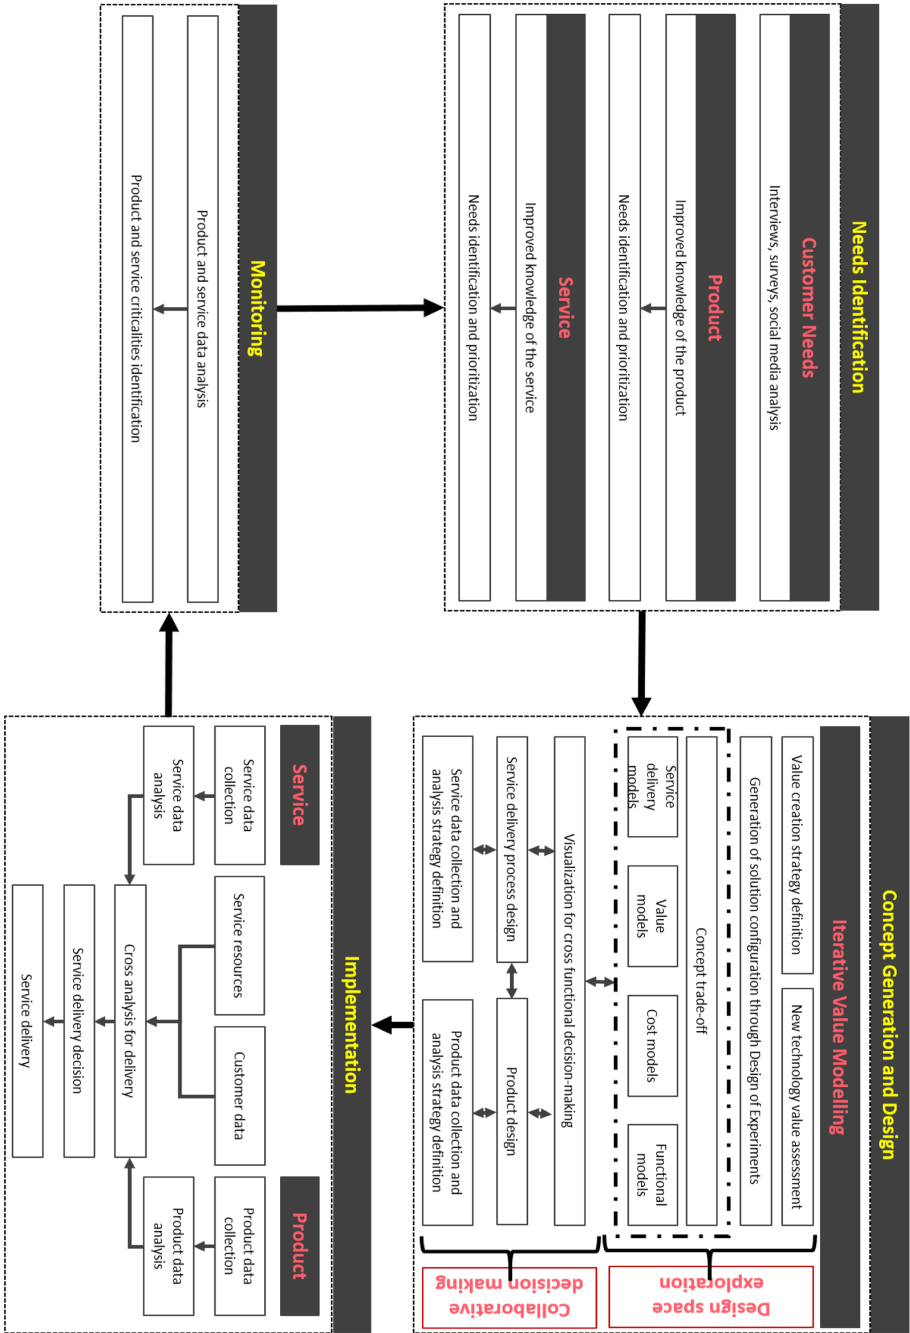 Needs Identification
Customer Needs
Interviews, surveys, social media analysis
Product
Improved knowledge of the product
Needs identification and prioritization
Service
Improved knowledge of the service
Needs identification and prioritization
Concept Generation and Design
Iterative Value Modelling
Value creation strategy definition
New technology value assessment
Generation of solution configuration through Design of Experiments
Concept trade-off
Service
delivery
models
Value
models
Cost models
Functional
models
Design space
exploration
Visualization for cross functional decision-making
Service delivery process design
Product design
Service data collection and
analysis strategy definition
Product data collection and
analysis strategy definition
Collaborative
decision making
Monitoring
Product and service data analysis
Product and service criticalities identification
Implementation
Service
Service data
collection
Service data
analysis
Service resources
Customer data
Product
Product data
collection
Product data
analysis
Cross analysis for delivery
Service delivery decision
Service delivery